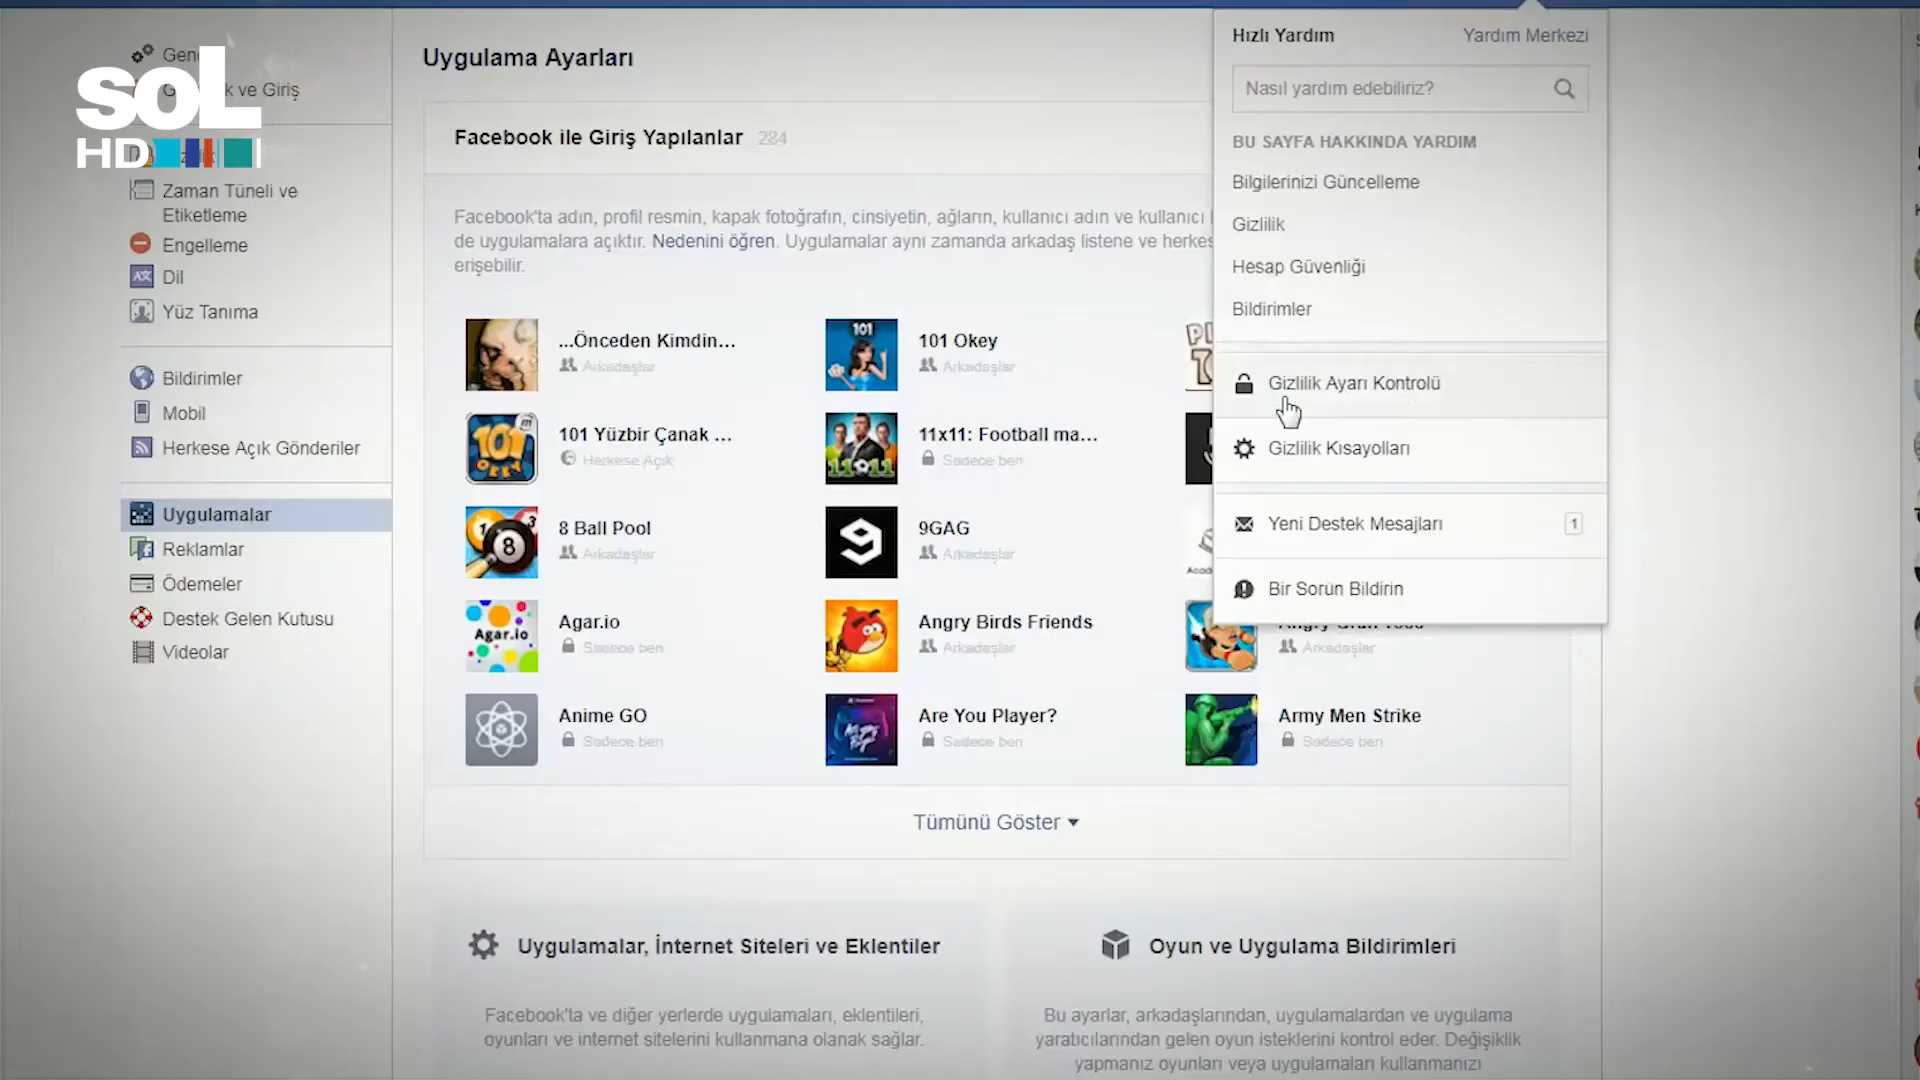 soL
HD
ve Giriş
Zaman Tüneli ve
Etiketleme
Engelleme
Dil
Yüz Tanıma
Bildirimler
Mobil
Herkese Açık Gönderiler
Uygulamalar
Reklamlar
Ödemeler
Destek Gelen Kutusu
Videolar
Uygulama Ayarları
Facebook ile Giriş Yapılanlar 284
Facebook'ta adın, profil resmin, kapak fotoğrafın, cinsiyetin, ağların, kullanıcı adın ve kullanıcı
de uygulamalara açıktır. Nedenini öğren. Uygulamalar aynı zamanda arkadaş listene ve
erişebilir.
...Önceden Kimdin...
Arkadaşlar
101
101 Okey
Arkadaşlar
101
OKEY
101 Yüzbir Çanak ...
Herkese Açık
11x11
11x11: Football ma...
Sadece ben
8
8 Ball Pool
Arkadaşlar
9GAG
Arkadaşlar
Agar.io
Agar.io
Sadece ben
Angry Birds Friends
Arkadaşlar
Arkadaşlar
Anime GO
Sadece ben
Are You Player?
Sadece ben
Army Men Strike
Sadece ben
Tümünü Göster
Uygulamalar, İnternet Siteleri ve Eklentiler
Facebook'ta ve diğer yerlerde uygulamaları, eklentileri,
oyunları ve internet sitelerini kullanmana olanak sağlar.
Oyun ve Uygulama Bildirimleri
Bu ayarlar, arkadaşlarından, uygulamalardan ve uygulama
yaratıcılarından gelen oyun isteklerini kontrol eder. Değişiklik
yapmanız oyunları veya uygulamaları kullanmanızı
Hızlı Yardım
Yardım Merkezi
Nasıl yardım edebiliriz?
BU SAYFA HAKKINDA YARDIM
Bilgilerinizi Güncelleme
Gizlilik
Hesap Güvenliği
Bildirimler
Gizlilik Ayarı Kontrolü
Gizlilik Kısayolları
Yeni Destek Mesajları 1
Bir Sorun Bildirin